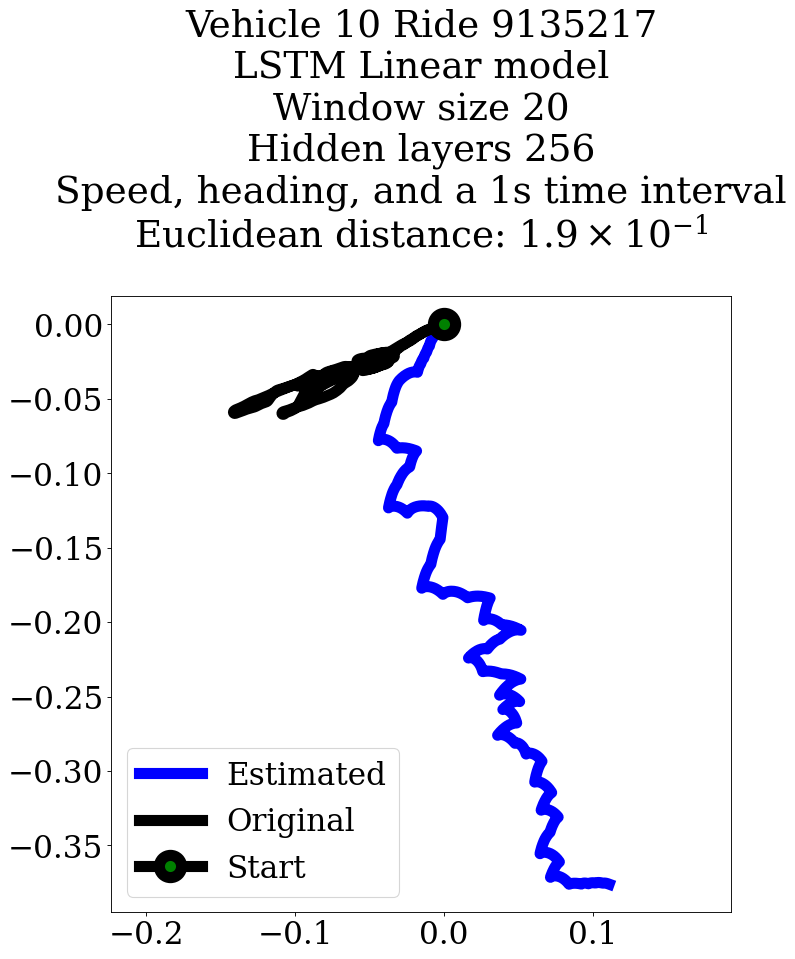 Vehicle 10 Ride 9135217
LSTM Linear model
Window size 20
Hidden layers 256
Speed, heading, and a 1s time interval
Euclidean distance: 1.9 × 10⁻¹
0.00
−0.05
−0.10
−0.15
−0.20
−0.25
−0.30
−0.35
Estimated
Original
Start
−0.2 −0.1 0.0 0.1